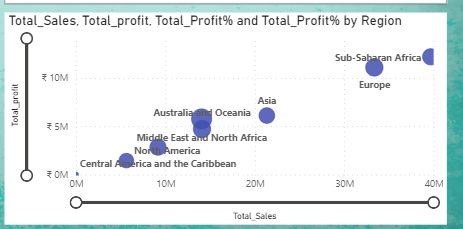 Total_Sales, Total_profit, Total_Profit% and Total_Profit% by Region
Total_profit
₹ 10M
₹ 5M
₹ 0M
Sub-Saharan Africa
Europe
Asia
Australia and Oceania
Middle East and North Africa
North America
Central America and the Caribbean
0M 10M 20M 30M 40M
Total_Sales